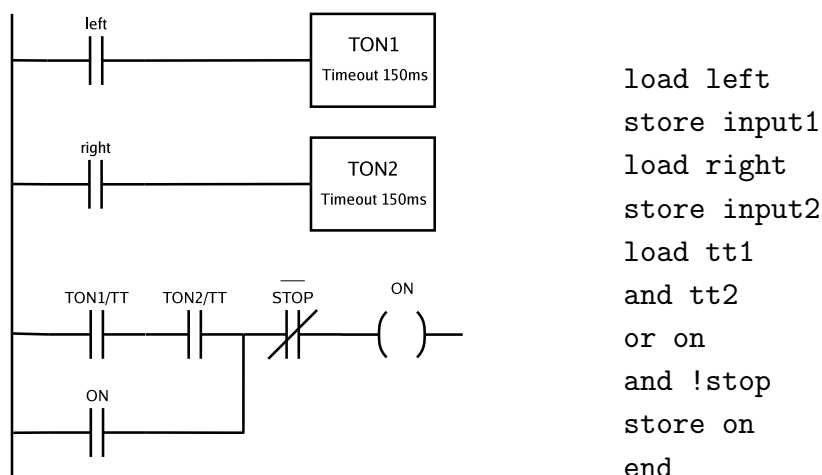 left
TON1
Timeout 150ms
right
TON2
Timeout 150ms
TON1/TT TON2/TT STOP ON
ON
load left
store input1
load right
store input2
load tt1
and tt2
or on
and !stop
store on
end